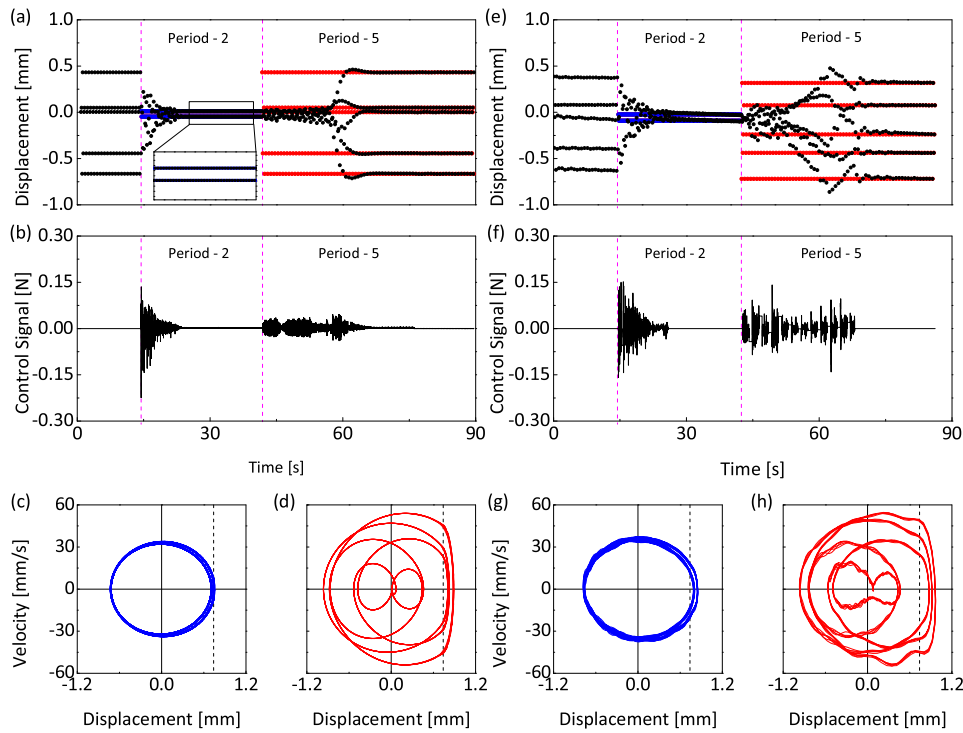 (a)
1.0
0.5
0.0
-0.5
-1.0
Displacement [mm]
Period - 2
Period - 5
(e)
1.0
0.5
0.0
-0.5
-1.0
Displacement [mm]
Period - 2
Period - 5
(b)
0.30
0.15
0.00
-0.15
-0.30
Control Signal [N]
Period - 2
Period - 5
0
30
60
90
Time [s]
(f)
0.30
0.15
0.00
-0.15
-0.30
Control Signal [N]
Period - 2
Period - 5
0
30
60
90
Time [s]
(c)
60
30
0
-30
-60
Velocity [mm/s]
-1.2
0.0
1.2
Displacement [mm]
(d)
-1.2
0.0
1.2
Displacement [mm]
(g)
60
30
0
-30
-60
Velocity [mm/s]
-1.2
0.0
1.2
Displacement [mm]
(h)
-1.2
0.0
1.2
Displacement [mm]